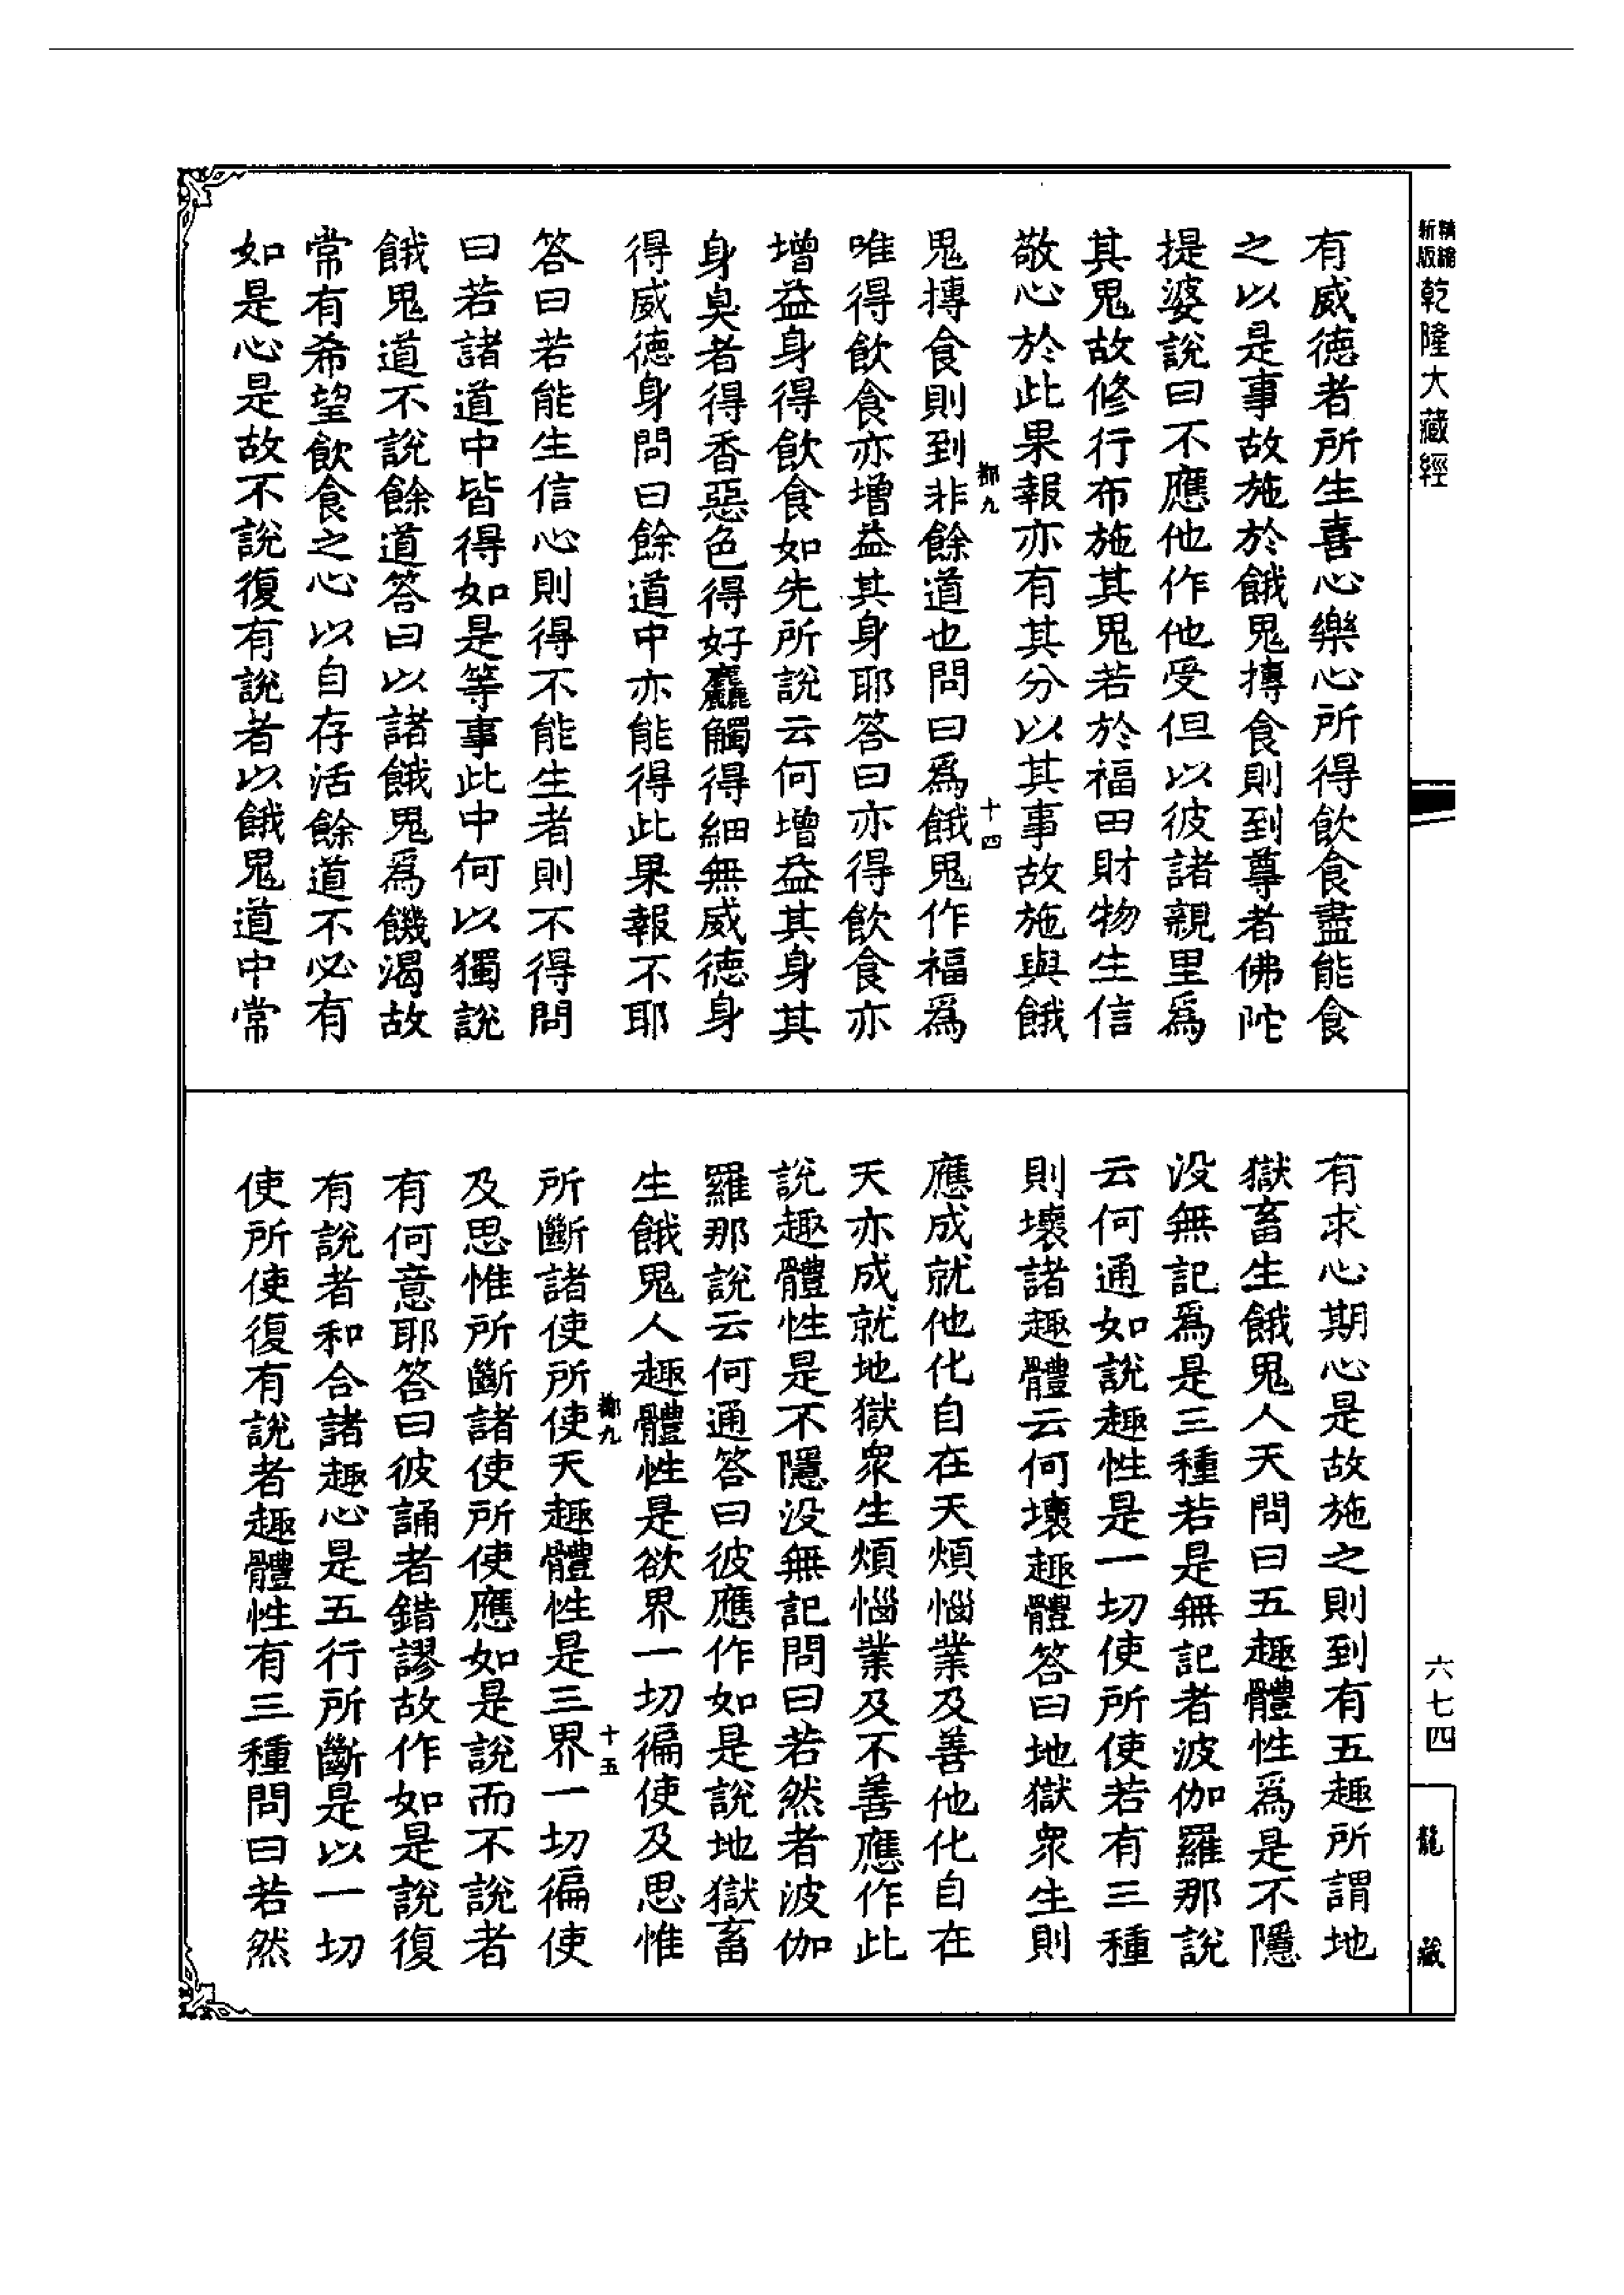 精縮
新版
乾隆大藏經
有威德者所生喜心樂心所得飲食盡能食
之以是事故施於餓鬼摶食則到尊者佛陀
提婆說曰不應他作他受但以彼諸親里爲
其鬼故修行布施其鬼若於福田財物生信
敬心於此果報亦有其分以其事故施與餓
鄉九
十四
鬼摶食則到非餘道也問曰爲餓鬼作福爲
唯得飲食亦增益其身耶答曰亦得飲食亦
增益身得飲食如先所說云何增益其身其
身臭者得香惡色得好麤觸得細無威德身
得威德身問曰餘道中亦能得此果報不耶
答曰若能生信心則得不能生者則不得問
曰若諸道中皆得如是等事此中何以獨說
餓鬼道不說餘道答曰以諸餓鬼爲饑渴故
常有希望飲食之心以自存活餘道不必有
如是心是故不說復有說者以餓鬼道中常
有求心期心是故施之則到有五趣所謂地
獄畜生餓鬼人天問曰五趣體性爲是不隱
没無記爲是三種若是無記者波伽羅那說
云何通如說趣性是一切使所使若有三種
則壞諸趣體云何壞趣體答曰地獄衆生則
應成就他化自在天煩惱業及善他化自在
天亦成就地獄衆生煩惱業及不善應作此
說趣體性是不隱没無記問曰若然者波伽
羅那說云何通答曰彼應作如是說地獄畜
生餓鬼人趣體性是欲界一切徧使及思惟
鄉九
十五
所斷諸使所使天趣體性是三界一切徧使
及思惟所斷諸使所使應如是說而不說者
有何意耶答曰彼誦者錯謬故作如是說復
有說者和合諸趣心是五行所斷是以一切
使所使復有說者趣體性有三種問曰若然
六七四
龍藏